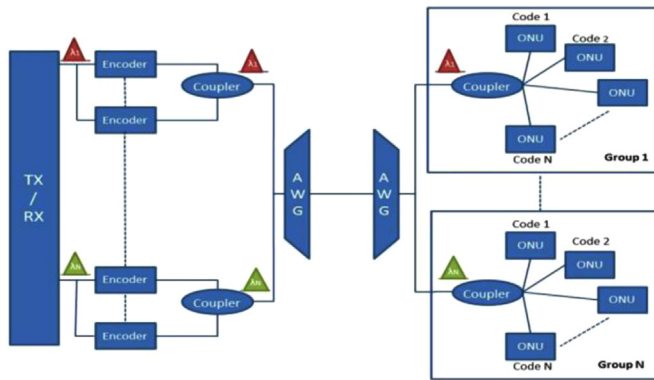 TX
/
RX
λ1
Encoder
Encoder
Coupler
λ1
λN
Encoder
Encoder
Coupler
λN
A
W
G
A
W
G
λ1
Coupler
Code 1
ONU
Code 2
ONU
ONU
ONU
Code N
Group 1
λN
Coupler
Code 1
ONU
Code 2
ONU
ONU
ONU
Code N
Group N